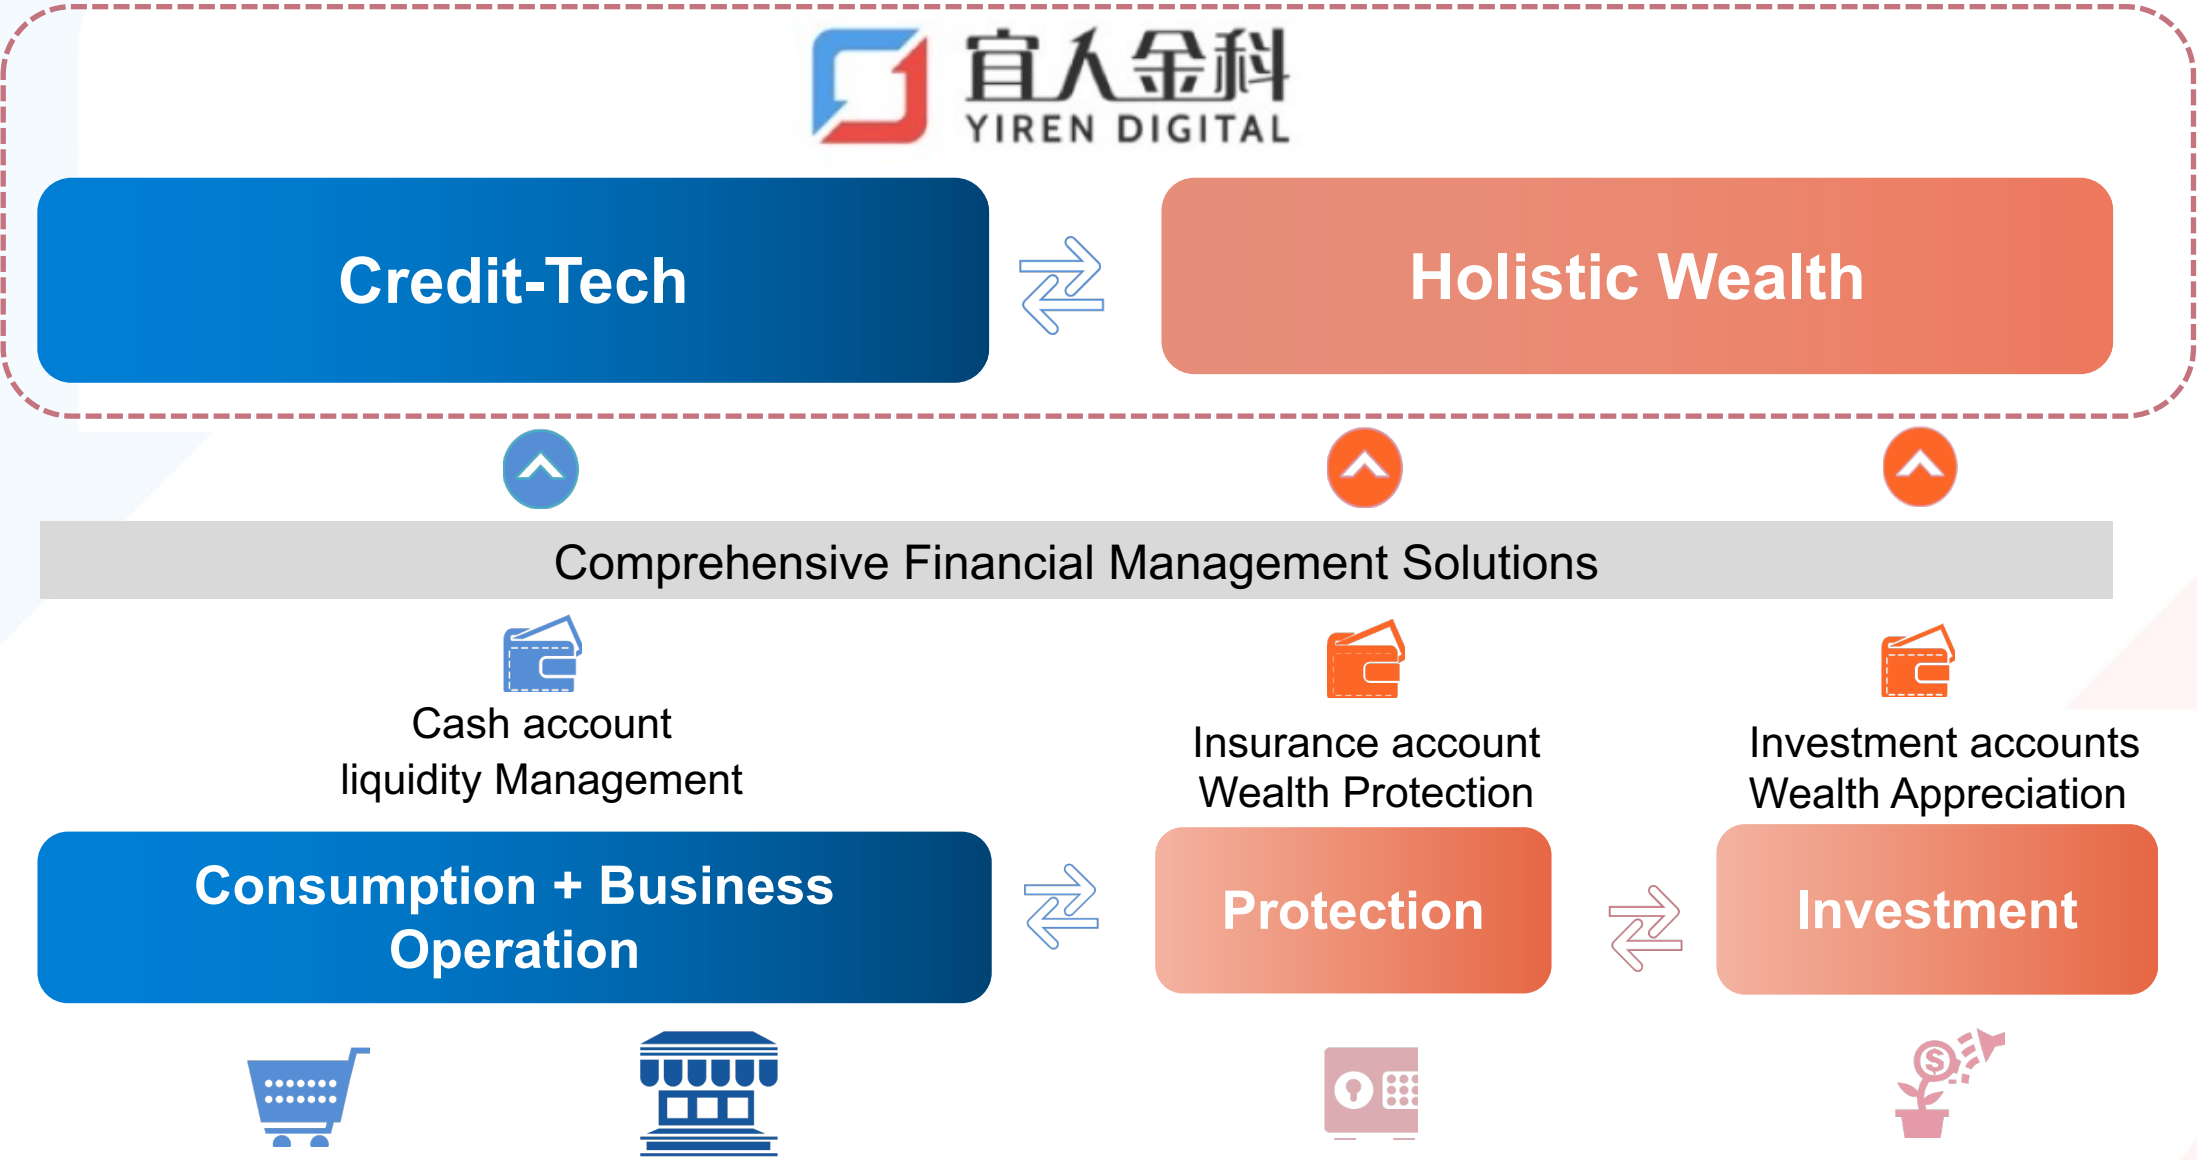 宜人金科
YIREN DIGITAL
Credit-Tech
Holistic Wealth
Comprehensive Financial Management Solutions
Cash account
liquidity Management
Insurance account
Wealth Protection
Investment accounts
Wealth Appreciation
Consumption + Business
Operation
Protection
Investment
$